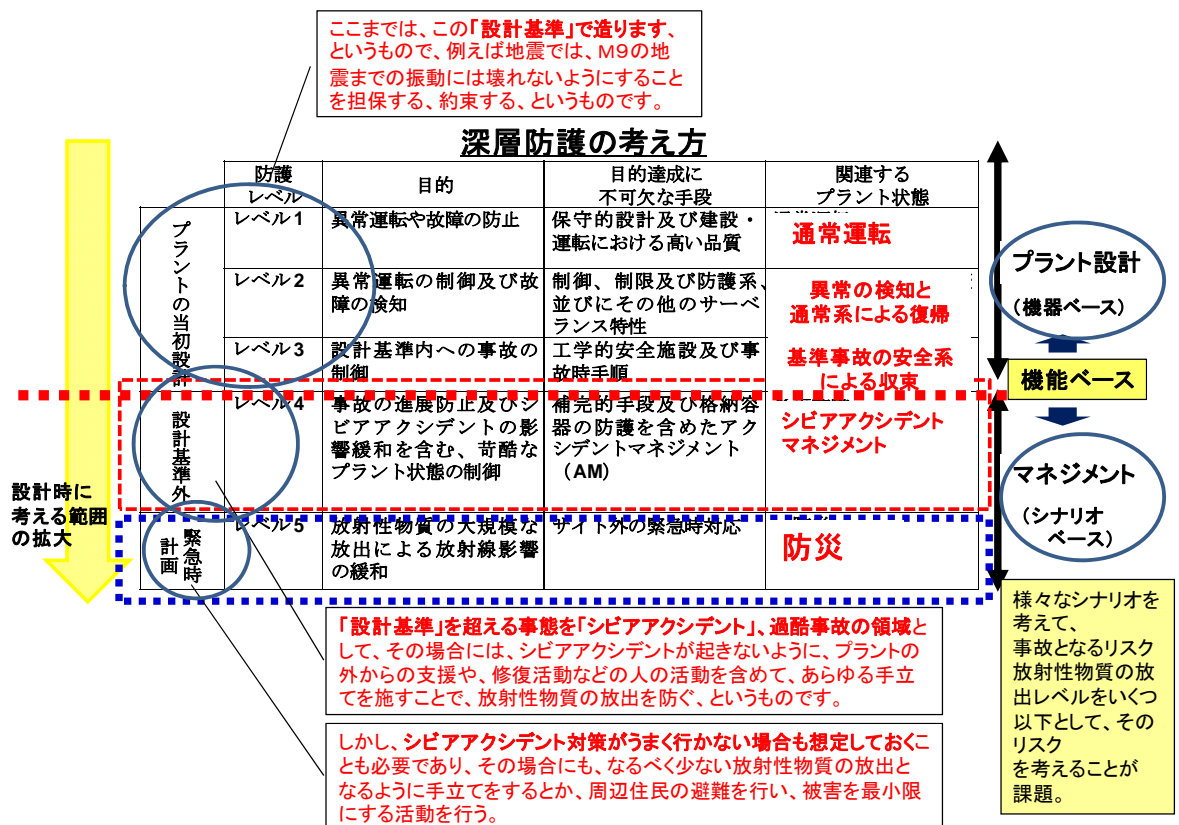 ここまでは、この「設計基準」で造ります、
というもので、例えば地震では、M9の地
震までの振動には壊れないようにすること
を担保する、約束する、というものです。
深層防護の考え方
防護
レベル
目的
目的達成に
不可欠な手段
関連する
プラント状態
プラントの当初設計
レベル1
異常運転や故障の防止
保守的設計及び建設・
運転における高い品質
通常運転
レベル2
異常運転の制御及び故
障の検知
制御、制限及び防護系、
並びにその他のサーベ
ランス特性
異常の検知と
通常系による復帰
レベル3
設計基準内への事故の
制御
工学的安全施設及び事
故時手順
基準事故の安全系
による収束
設計基準外
レベル4
事故の進展防止及びシ
ビアアクシデントの影
響緩和を含む、苛酷な
プラント状態の制御
補完的手段及び格納容
器の防護を含めたアク
シデントマネジメント
（AM）
シビアアクシデント
マネジメント
緊急時
計画
レベル5
放射性物質の大規模な
放出による放射線影響
の緩和
サイト外の緊急時対応
防災
設計時に
考える範囲
の拡大
プラント設計
（機器ベース）
機能ベース
マネジメント
（シナリオ
ベース）
様々なシナリオを
考えて、
事故となるリスク
放射性物質の放
出レベルをいくつ
以下として、その
リスク
を考えることが
課題。
「設計基準」を超える事態を「シビアアクシデント」、過酷事故の領域と
して、その場合には、シビアアクシデントが起きないように、プラントの
外からの支援や、修復活動などの人の活動を含めて、あらゆる手立
てを施すことで、放射性物質の放出を防ぐ、というものです。
しかし、シビアアクシデント対策がうまく行かない場合も想定しておくこ
とも必要であり、その場合にも、なるべく少ない放射性物質の放出と
なるように手立てをするとか、周辺住民の避難を行い、被害を最小限
にする活動を行う。